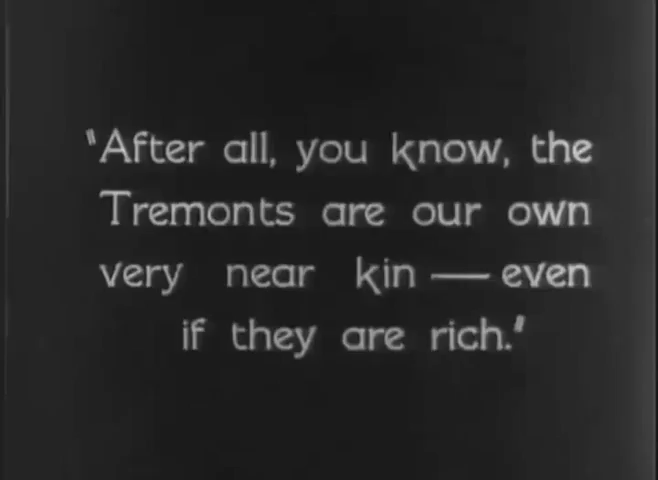 "After all, you know, the
Tremonts are our own
very near kin — even
if they are rich."